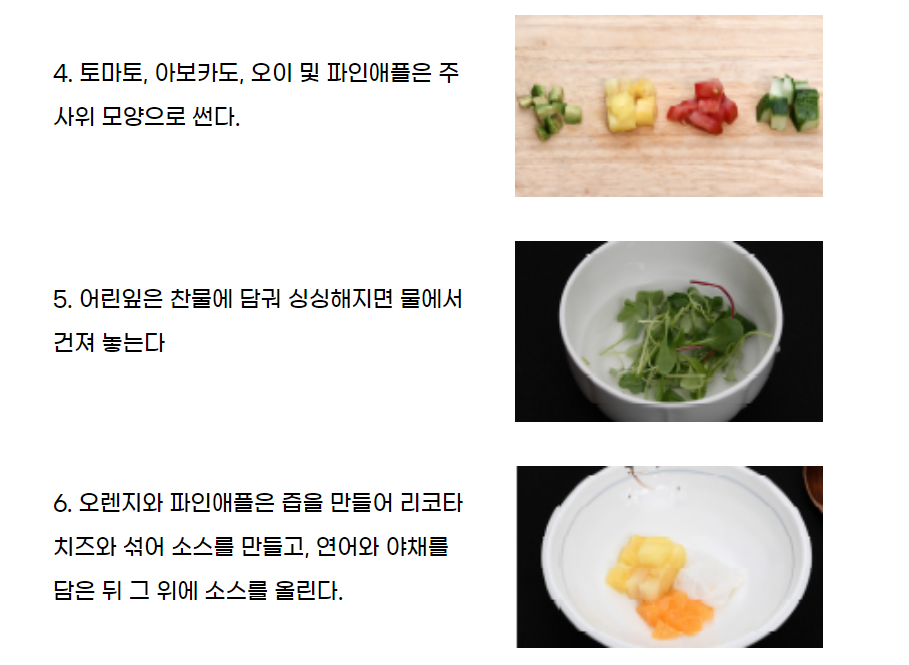 4. 토마토, 아보카도, 오이 및 파인애플은 주
사위 모양으로 썬다.
5. 어린잎은 찬물에 담궈 싱싱해지면 물에서
건져 놓는다
6. 오렌지와 파인애플은 즙을 만들어 리코타
치즈와 섞어 소스를 만들고, 연어와 야채를
담은 뒤 그 위에 소스를 올린다.